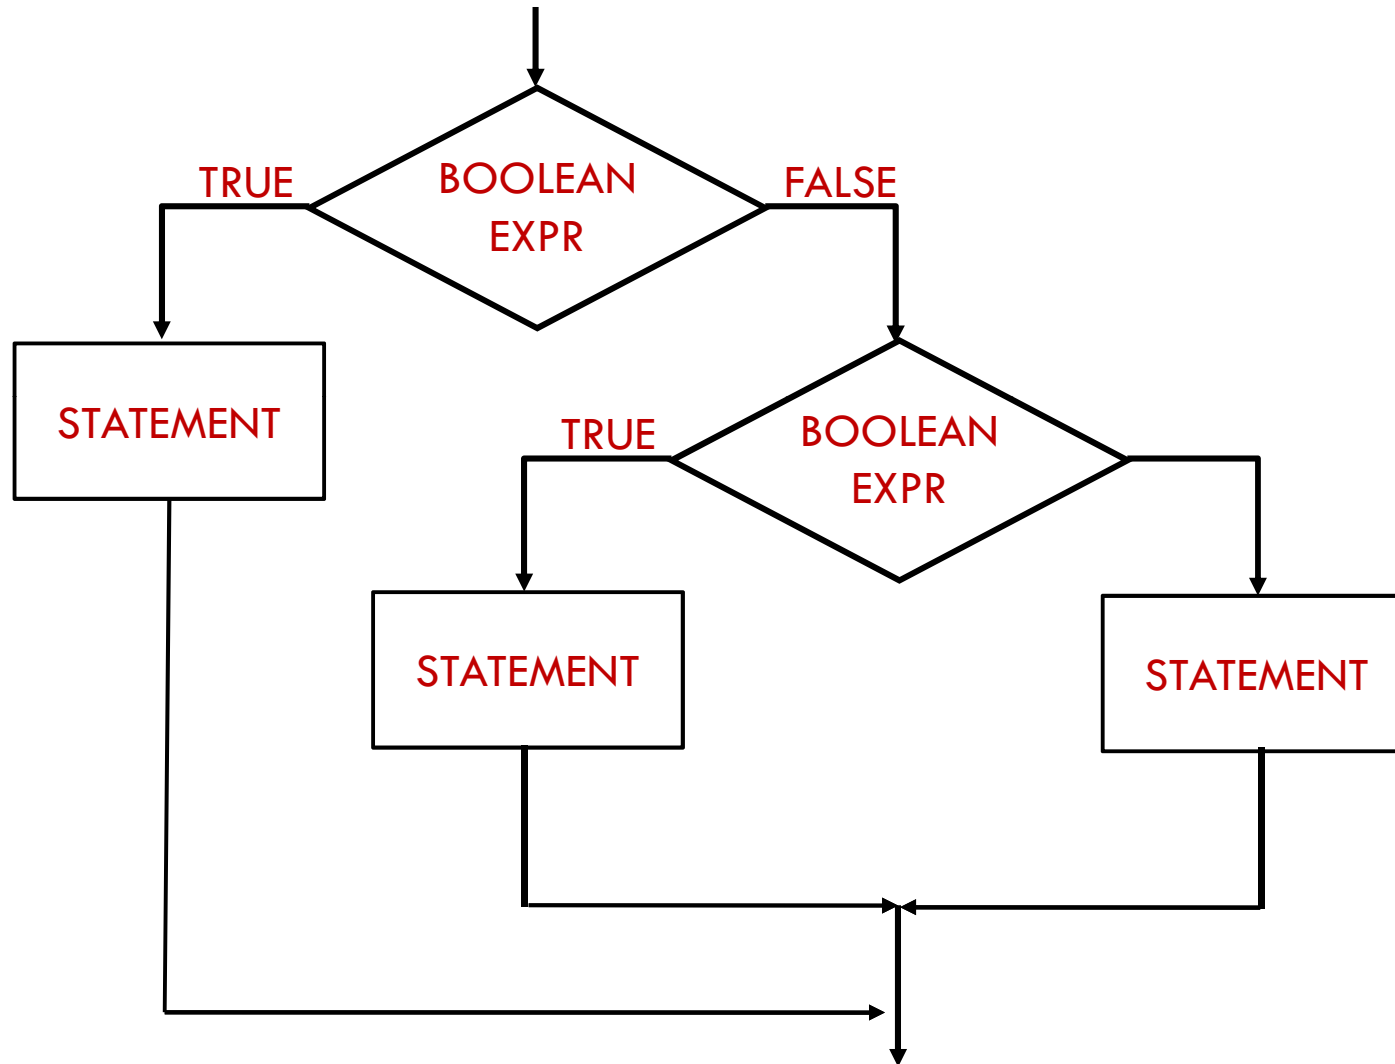 TRUE
BOOLEAN
EXPR
FALSE
STATEMENT
TRUE
BOOLEAN
EXPR
STATEMENT
STATEMENT